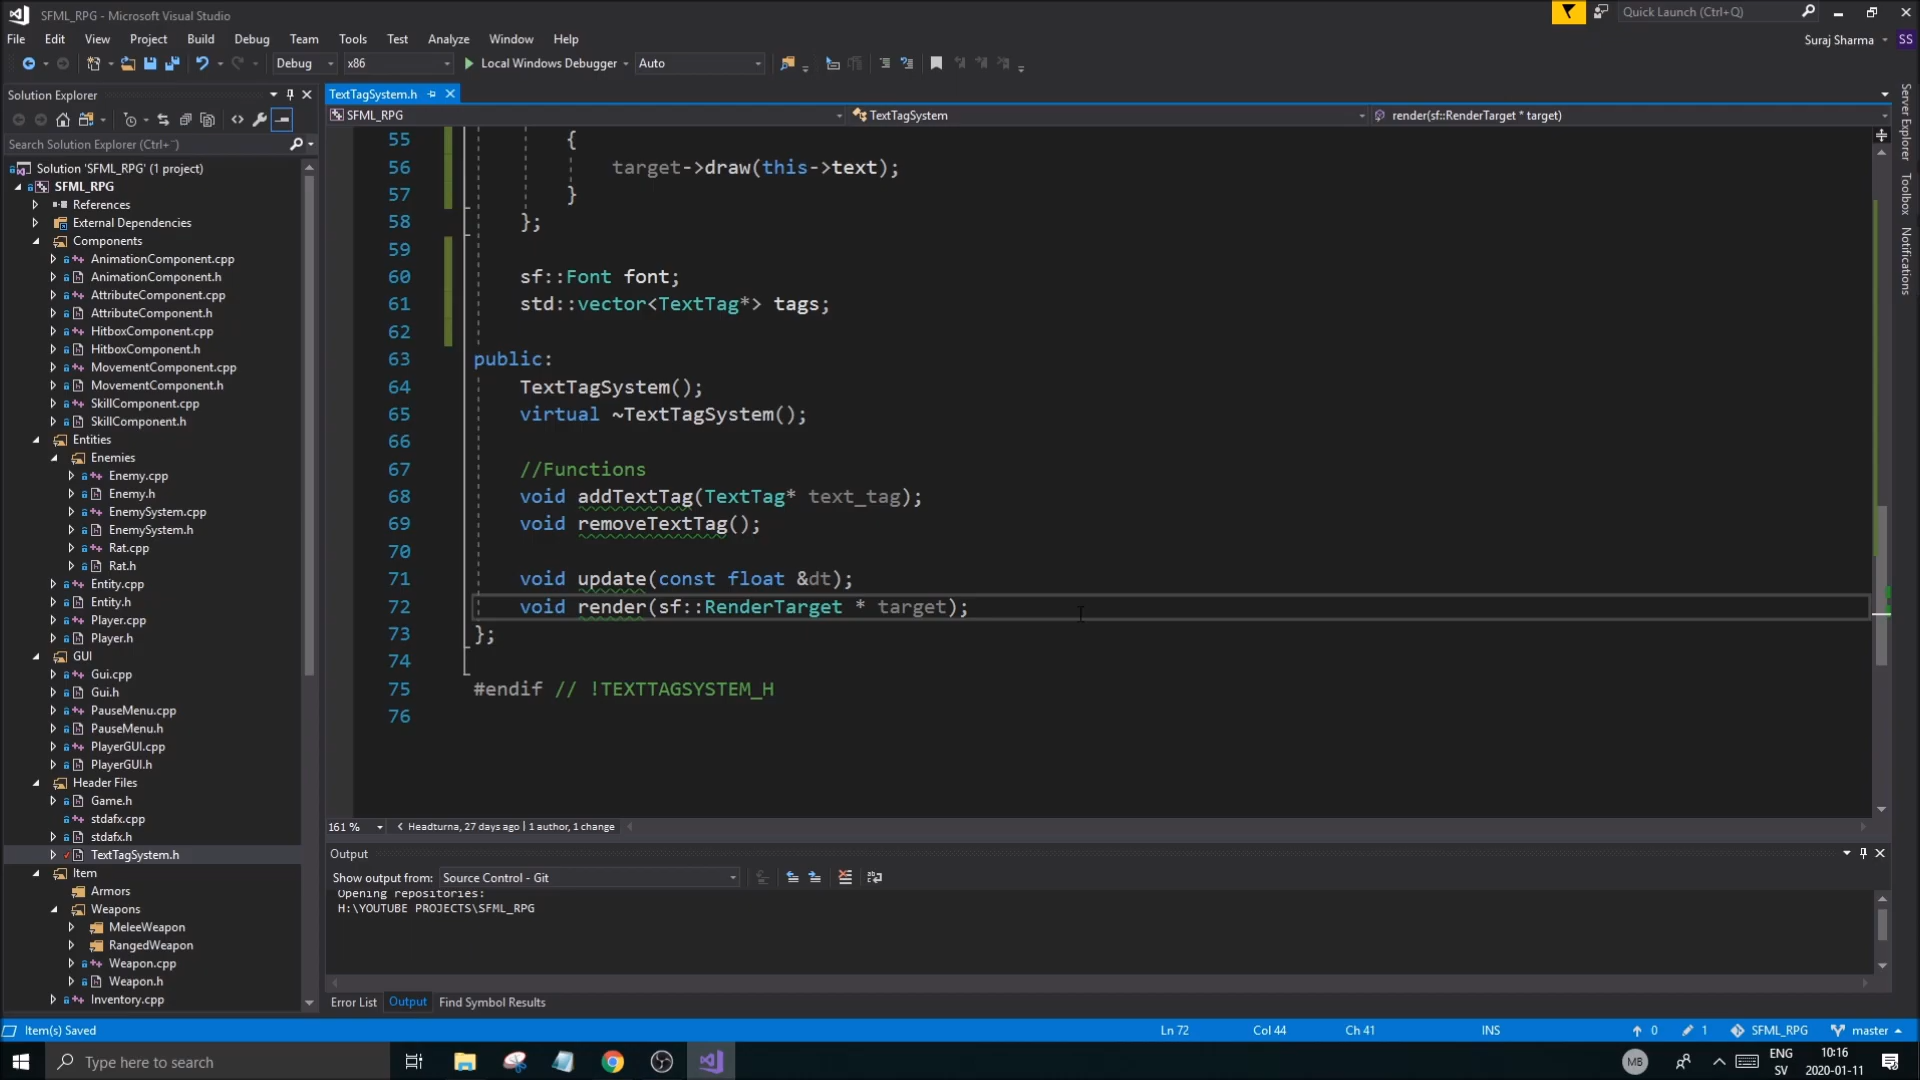 SFML_RPG - Microsoft Visual Studio
Quick Launch (Ctrl+Q)
File Edit View Project Build Debug Team Tools Test Analyze Window Help
Suraj Sharma SS
Debug x86 Local Windows Debugger Auto
Solution Explorer
TextTagSystem.h
SFML_RPG TextTagSystem render(sf::RenderTarget * target)
Search Solution Explorer (Ctrl+¨)
Solution 'SFML_RPG' (1 project)
SFML_RPG
References
External Dependencies
Components
AnimationComponent.cpp
AnimationComponent.h
AttributeComponent.cpp
AttributeComponent.h
HitboxComponent.cpp
HitboxComponent.h
MovementComponent.cpp
MovementComponent.h
SkillComponent.cpp
SkillComponent.h
Entities
Enemies
Enemy.cpp
Enemy.h
EnemySystem.cpp
EnemySystem.h
Rat.cpp
Rat.h
Entity.cpp
Entity.h
Player.cpp
Player.h
GUI
Gui.cpp
Gui.h
PauseMenu.cpp
PauseMenu.h
PlayerGUI.cpp
PlayerGUI.h
Header Files
Game.h
stdafx.cpp
stdafx.h
TextTagSystem.h
Item
Armors
Weapons
MeleeWeapon
RangedWeapon
Weapon.cpp
Weapon.h
Inventory.cpp
55 {
56 target->draw(this->text);
57 }
58 };
59
60 sf::Font font;
61 std::vector<TextTag*> tags;
62
63 public:
64 TextTagSystem();
65 virtual ~TextTagSystem();
66
67 //Functions
68 void addTextTag(TextTag* text_tag);
69 void removeTextTag();
70
71 void update(const float &dt);
72 void render(sf::RenderTarget * target);
73 };
74
75 #endif // !TEXTTAGSYSTEM_H
76
161 % Headturna, 27 days ago | 1 author, 1 change
Output
Show output from: Source Control - Git
Opening repositories:
H:\YOUTUBE PROJECTS\SFML_RPG
Error List Output Find Symbol Results
Server Explorer
Toolbox
Notifications
Item(s) Saved Ln 72 Col 44 Ch 41 INS 0 1 SFML_RPG master
Type here to search
MB
ENG
SV
10:16
2020-01-11